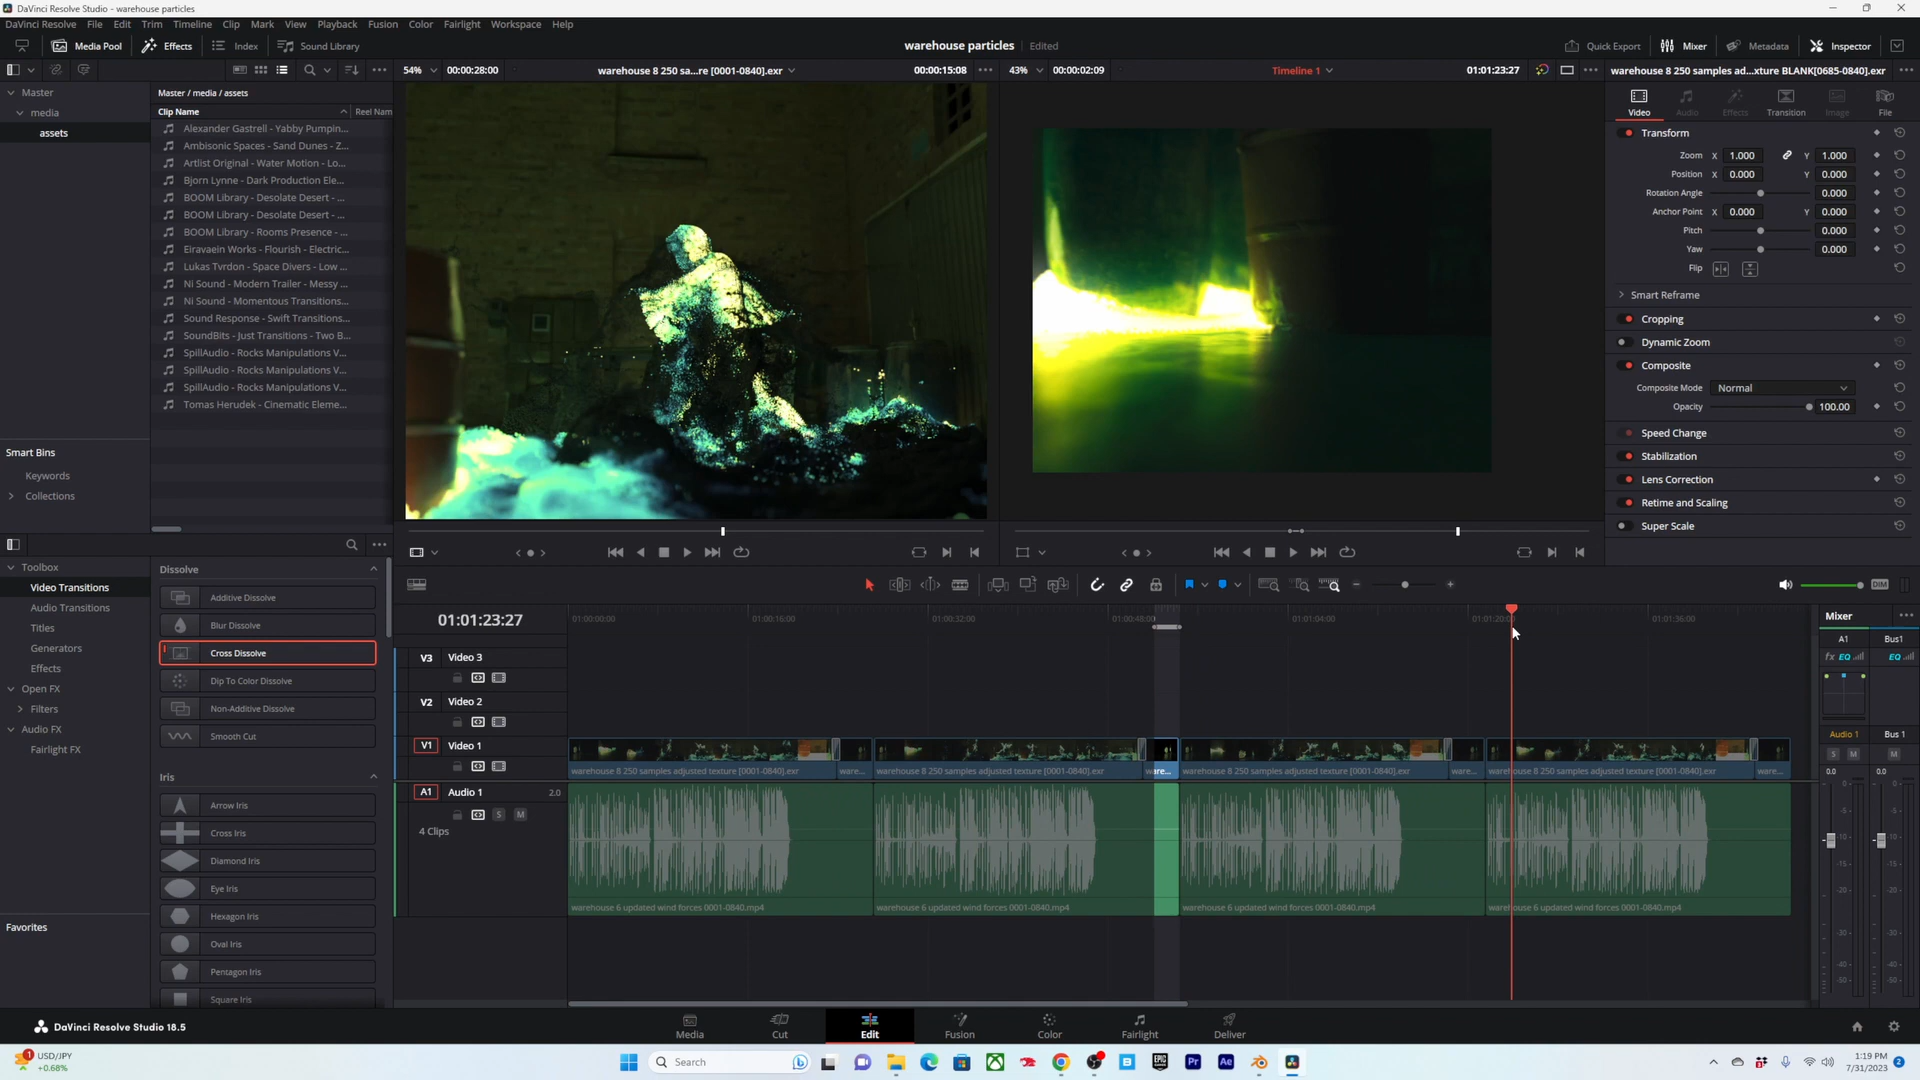 DaVinci Resolve Studio - warehouse particles
DaVinci Resolve File Edit Trim Timeline Clip Mark View Playback Fusion Color Fairlight Workspace Help
Media Pool Effects Index Sound Library warehouse particles Edited Quick Export Mixer Metadata Inspector
54% 00:00:28:00 warehouse 8 250 sa...re [0001-0840].exr 00:00:15:08 43% 00:00:02:09 Timeline 1 01:01:23:27 warehouse 8 250 samples ad...xture BLANK[0685-0840].exr
Master
media
assets
Smart Bins
Keywords
Collections
Master / media / assets
Clip Name Reel Nam
Alexander Gastrell - Yabby Pumpin...
Ambisonic Spaces - Sand Dunes - Z...
Artlist Original - Water Motion - Lo...
Bjorn Lynne - Dark Production Ele...
BOOM Library - Desolate Desert - ...
BOOM Library - Desolate Desert - ...
BOOM Library - Rooms Presence - ...
Eiravaein Works - Flourish - Electric...
Lukas Tvrdon - Space Divers - Low ...
Ni Sound - Modern Trailer - Messy ...
Ni Sound - Momentous Transitions...
Sound Response - Swift Transitions...
SoundBits - Just Transitions - Two B...
SpillAudio - Rocks Manipulations V...
SpillAudio - Rocks Manipulations V...
SpillAudio - Rocks Manipulations V...
Tomas Herudek - Cinematic Eleme...
Video Audio Effects Transition Image File
Transform
Zoom X 1.000 Y 1.000
Position X 0.000 Y 0.000
Rotation Angle 0.000
Anchor Point X 0.000 Y 0.000
Pitch 0.000
Yaw 0.000
Flip
Smart Reframe
Cropping
Dynamic Zoom
Composite
Composite Mode Normal
Opacity 100.00
Speed Change
Stabilization
Lens Correction
Retime and Scaling
Super Scale
Toolbox
Video Transitions
Audio Transitions
Titles
Generators
Effects
Open FX
Filters
Audio FX
Fairlight FX
Favorites
Dissolve
Additive Dissolve
Blur Dissolve
Cross Dissolve
Dip To Color Dissolve
Non-Additive Dissolve
Smooth Cut
Iris
Arrow Iris
Cross Iris
Diamond Iris
Eye Iris
Hexagon Iris
Oval Iris
Pentagon Iris
Square Iris
DIM
01:01:23:27 01:00:00:00 01:00:16:00 01:00:32:00 01:00:48:00 01:01:04:00 01:01:20:00 01:01:36:00
V3 Video 3
V2 Video 2
V1 Video 1
warehouse 8 250 samples adjusted texture [0001-0840].exr ware... warehouse 8 250 samples adjusted texture [0001-0840].exr ware... warehouse 8 250 samples adjusted texture [0001-0840].exr ware... warehouse 8 250 samples adjusted texture [0001-0840].exr ware...
A1 Audio 1 2.0
S M
4 Clips
warehouse 6 updated wind forces 0001-0840.mp4 warehouse 6 updated wind forces 0001-0840.mp4 warehouse 6 updated wind forces 0001-0840.mp4 warehouse 6 updated wind forces 0001-0840.mp4
Mixer
A1 Bus1
fx EQ EQ
Audio 1 Bus 1
S M M
0.0 0.0
DaVinci Resolve Studio 18.5
Media Cut Edit Fusion Color Fairlight Deliver
1 USD/JPY
+0.68%
Search
EPIC
Pr
Ae
1:19 PM
7/31/2023
2